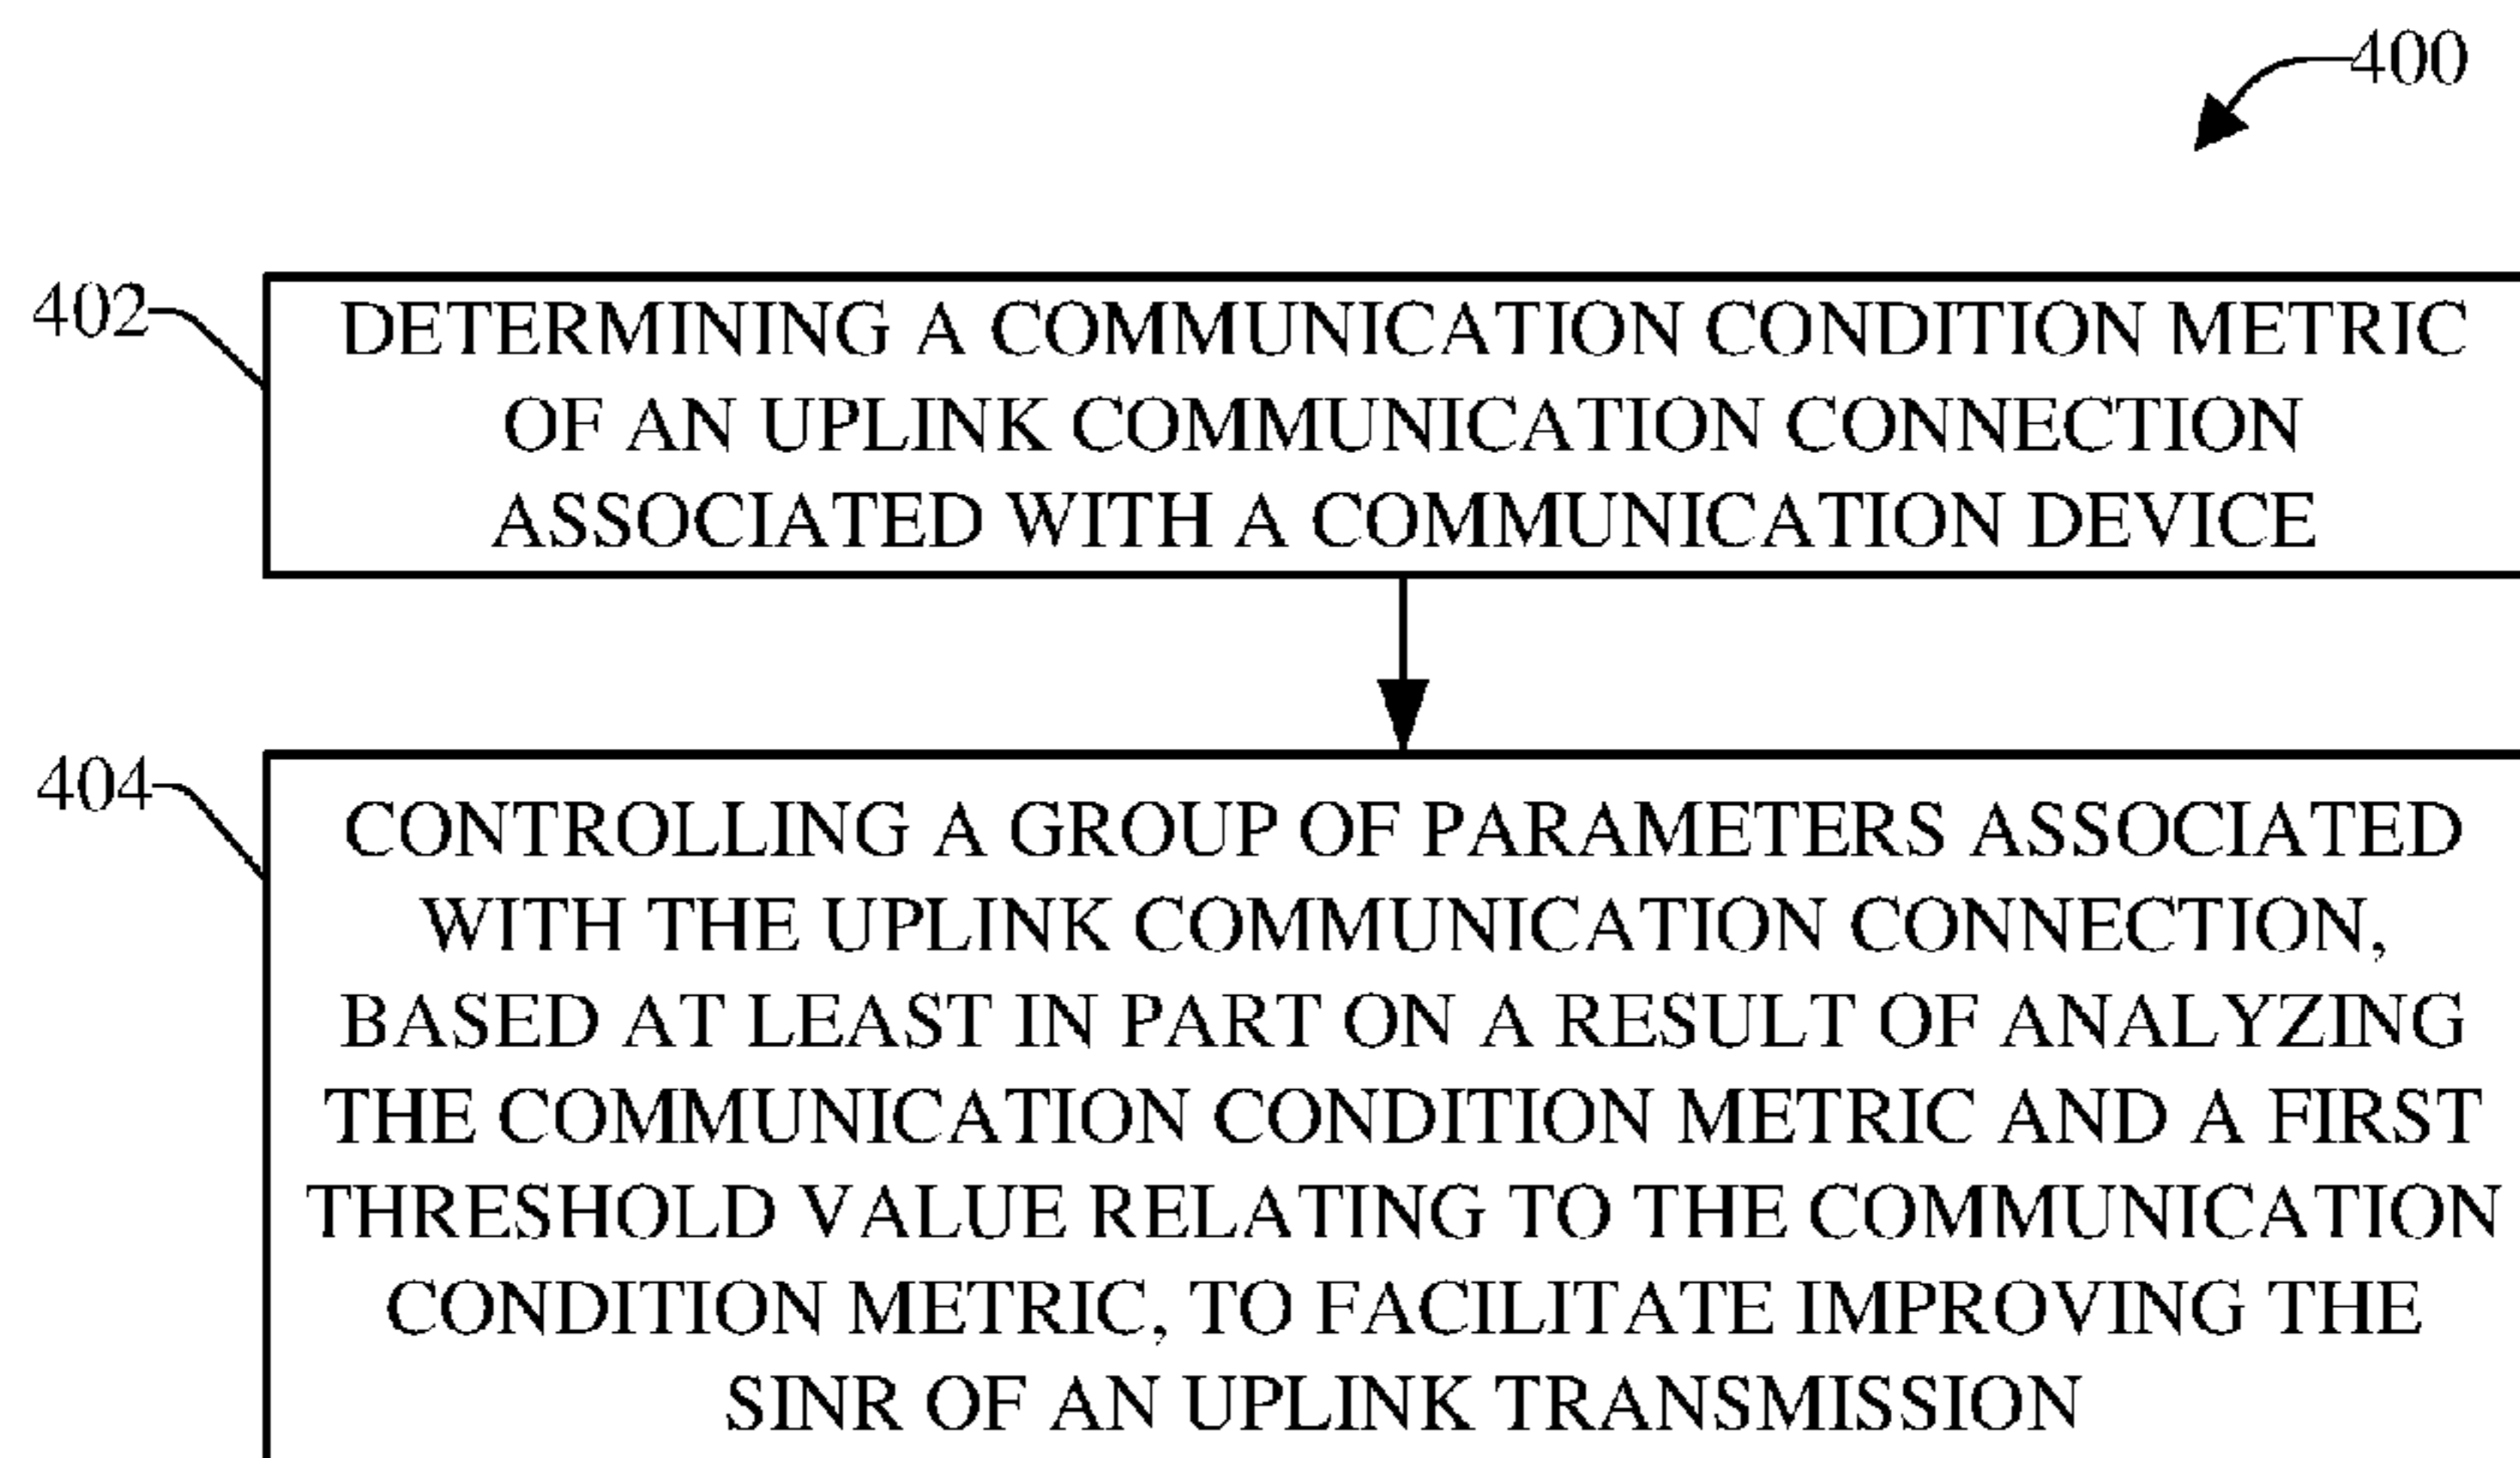 400
402
DETERMINING A COMMUNICATION CONDITION METRIC
OF AN UPLINK COMMUNICATION CONNECTION
ASSOCIATED WITH A COMMUNICATION DEVICE
404
CONTROLLING A GROUP OF PARAMETERS ASSOCIATED
WITH THE UPLINK COMMUNICATION CONNECTION,
BASED AT LEAST IN PART ON A RESULT OF ANALYZING
THE COMMUNICATION CONDITION METRIC AND A FIRST
THRESHOLD VALUE RELATING TO THE COMMUNICATION
CONDITION METRIC, TO FACILITATE IMPROVING THE
SINR OF AN UPLINK TRANSMISSION